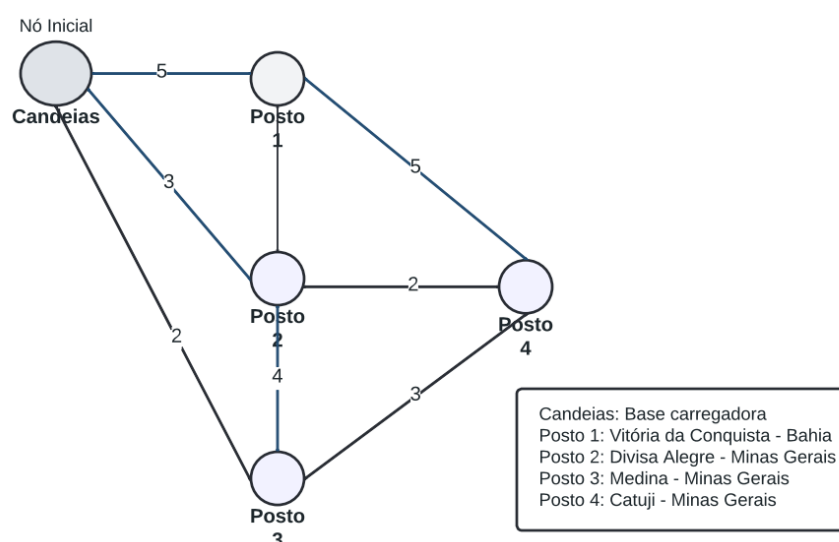 Nó Inicial
Candeias
5
Posto
1
3
5
Posto
2
2
Posto
4
2
4
3
Posto
3
Candeias: Base carregadora
Posto 1: Vitória da Conquista - Bahia
Posto 2: Divisa Alegre - Minas Gerais
Posto 3: Medina - Minas Gerais
Posto 4: Catuji - Minas Gerais